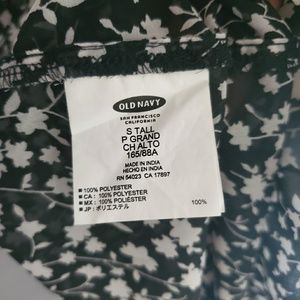 OLD NAVY
SAN FRANCISCO
CALIFORNIA
S TALL
P GRAND
CH ALTO
165/88A
MADE IN INDIA
HECHO EN INDIA
RN 54023 CA 17897
100% POLYESTER
CA : 100% POLYESTER
MX : 100% POLIÉSTER
JP : ポリエステル 100%